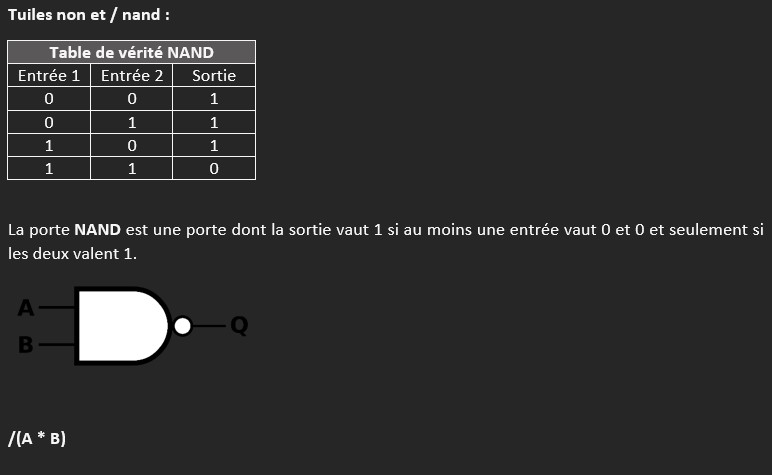 Tuiles non et / nand :
Table de vérité NAND
Entrée 1 Entrée 2 Sortie
0 0 1
0 1 1
1 0 1
1 1 0
La porte NAND est une porte dont la sortie vaut 1 si au moins une entrée vaut 0 et 0 et seulement si
les deux valent 1.
A
Q
B
/(A * B)